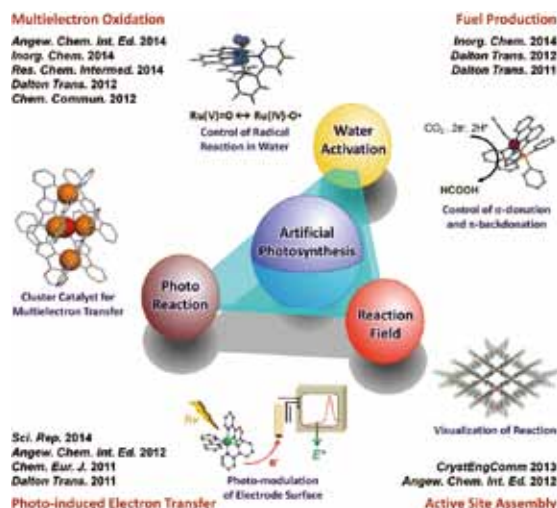 Multielectron Oxidation
Angew. Chem. Int. Ed. 2014
Inorg. Chem. 2014
Res. Chem. Intermed. 2014
Dalton Trans. 2012
Chem. Commun. 2012
Fuel Production
Inorg. Chem. 2014
Dalton Trans. 2012
Dalton Trans. 2011
Ru(V)=O ↔ Ru(IV)-O•
Control of Radical
Reaction in Water
Water
Activation
CO₂, 2e⁻, 2H⁺
HCOOH
Control of σ-donation
and π-backdonation
Artificial
Photosynthesis
Cluster Catalyst for
Multielectron Transfer
Photo
Reaction
Reaction
Field
Visualization of Reaction
hν
e⁻
Photo-modulation
of Electrode Surface
Sci. Rep. 2014
Angew. Chem. Int. Ed. 2012
Chem. Eur. J. 2011
Dalton Trans. 2011
Photo-induced Electron Transfer
CrystEngComm 2013
Angew. Chem. Int. Ed. 2012
Active Site Assembly